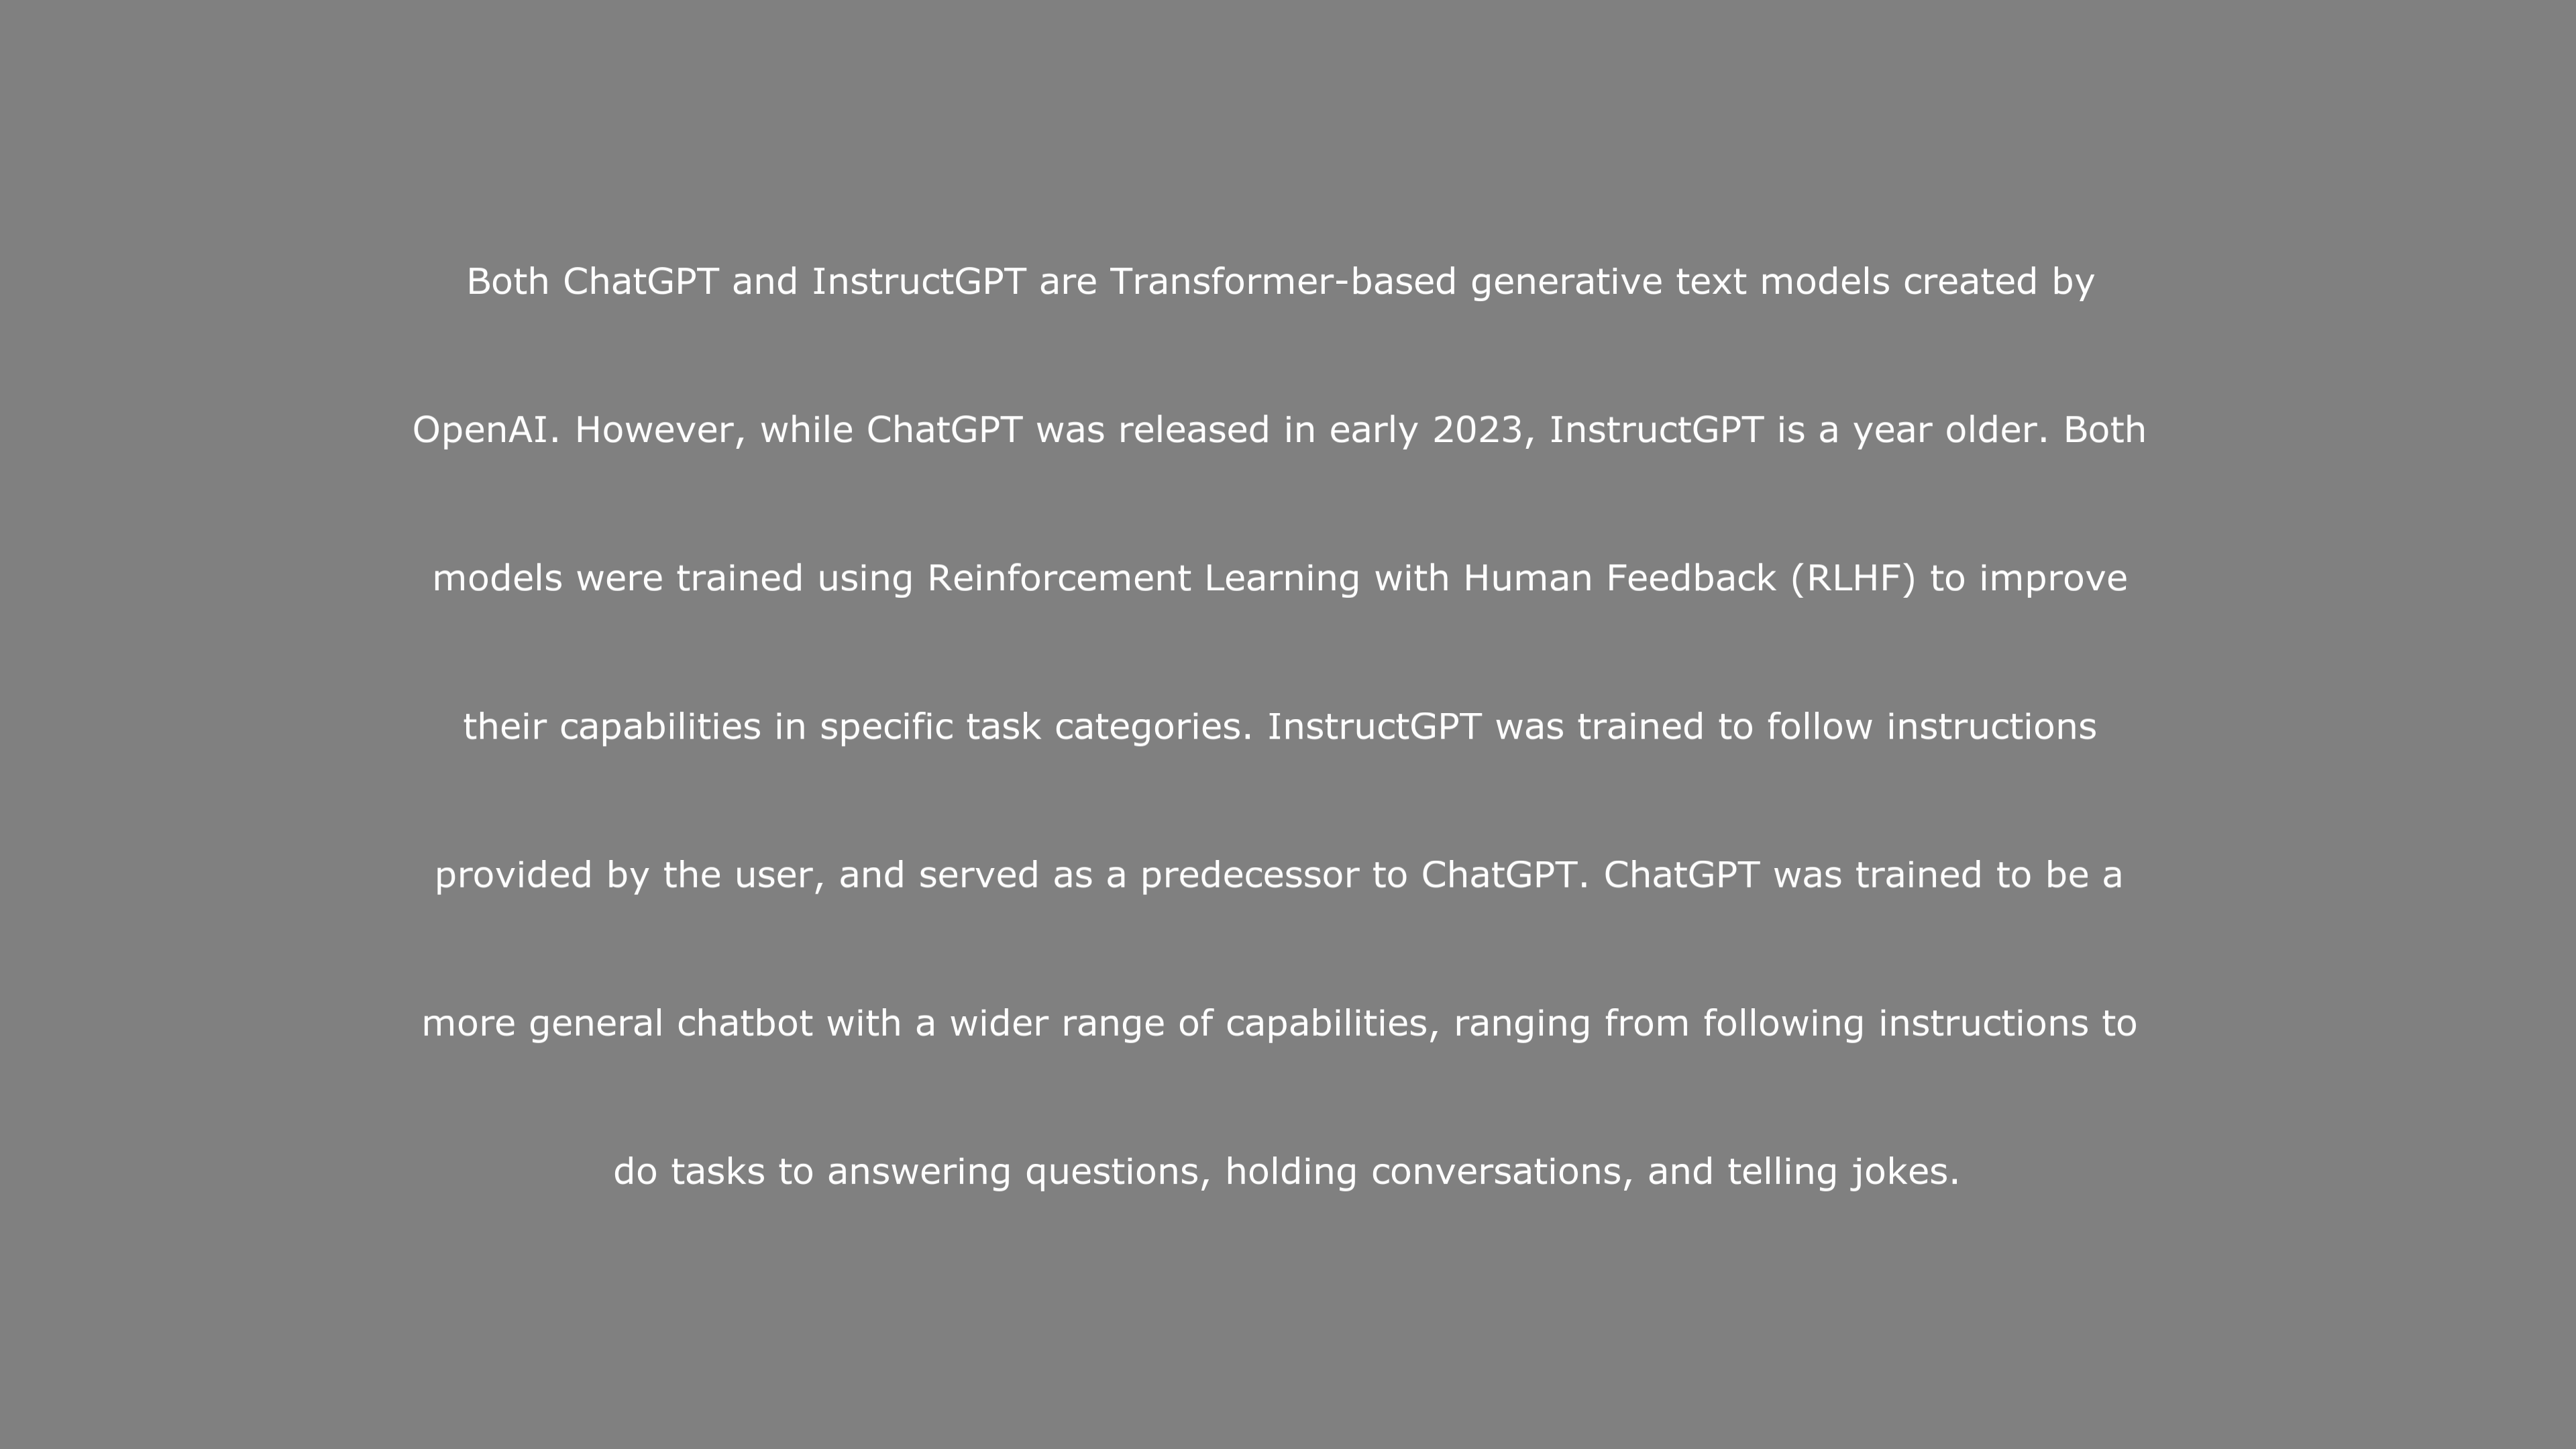 Both ChatGPT and InstructGPT are Transformer-based generative text models created by
OpenAI. However, while ChatGPT was released in early 2023, InstructGPT is a year older. Both
models were trained using Reinforcement Learning with Human Feedback (RLHF) to improve
their capabilities in specific task categories. InstructGPT was trained to follow instructions
provided by the user, and served as a predecessor to ChatGPT. ChatGPT was trained to be a
more general chatbot with a wider range of capabilities, ranging from following instructions to
do tasks to answering questions, holding conversations, and telling jokes.